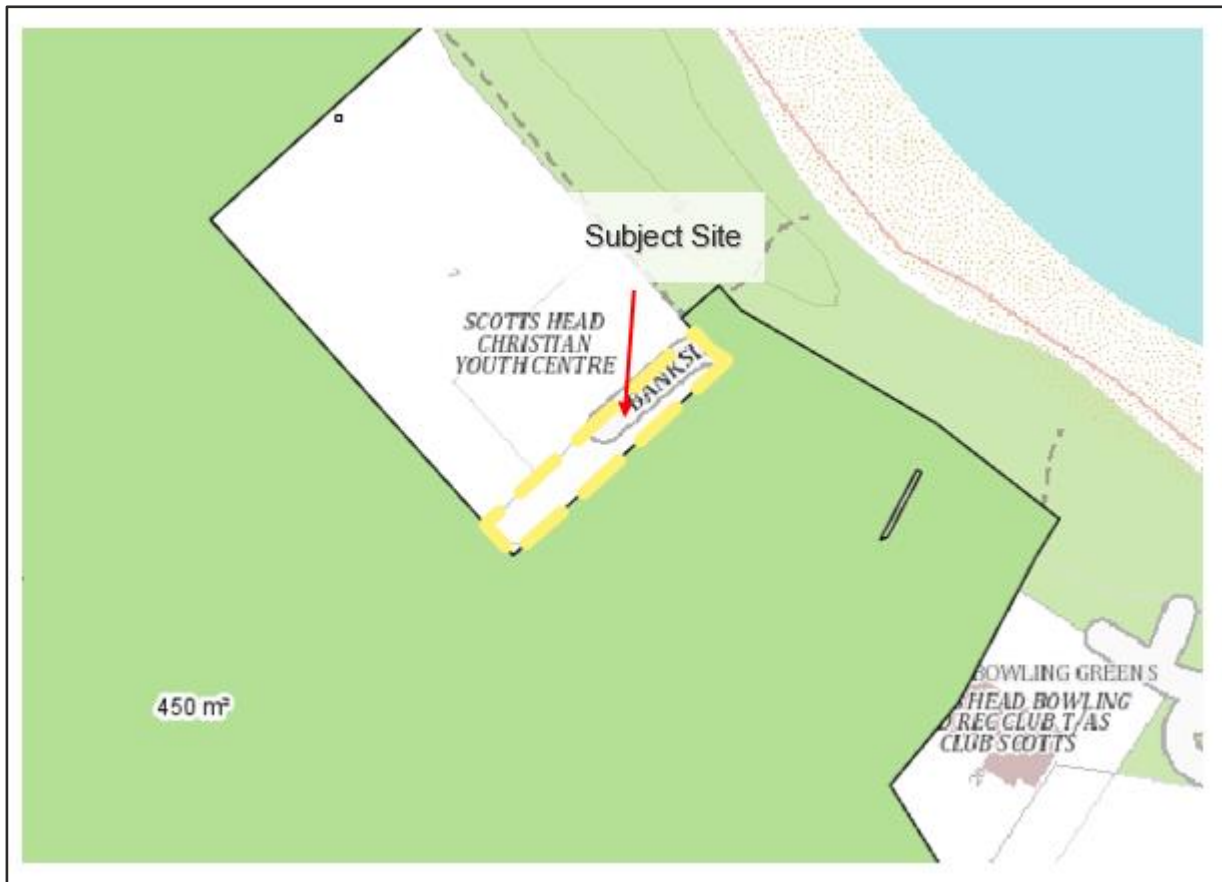 Subject Site
SCOTTS HEAD
CHRISTIAN
YOUTH CENTRE
BANKSI
450 m²
BOWLING GREENS
HEAD BOWLING
REC CLUB T/AS
CLUB SCOTTS